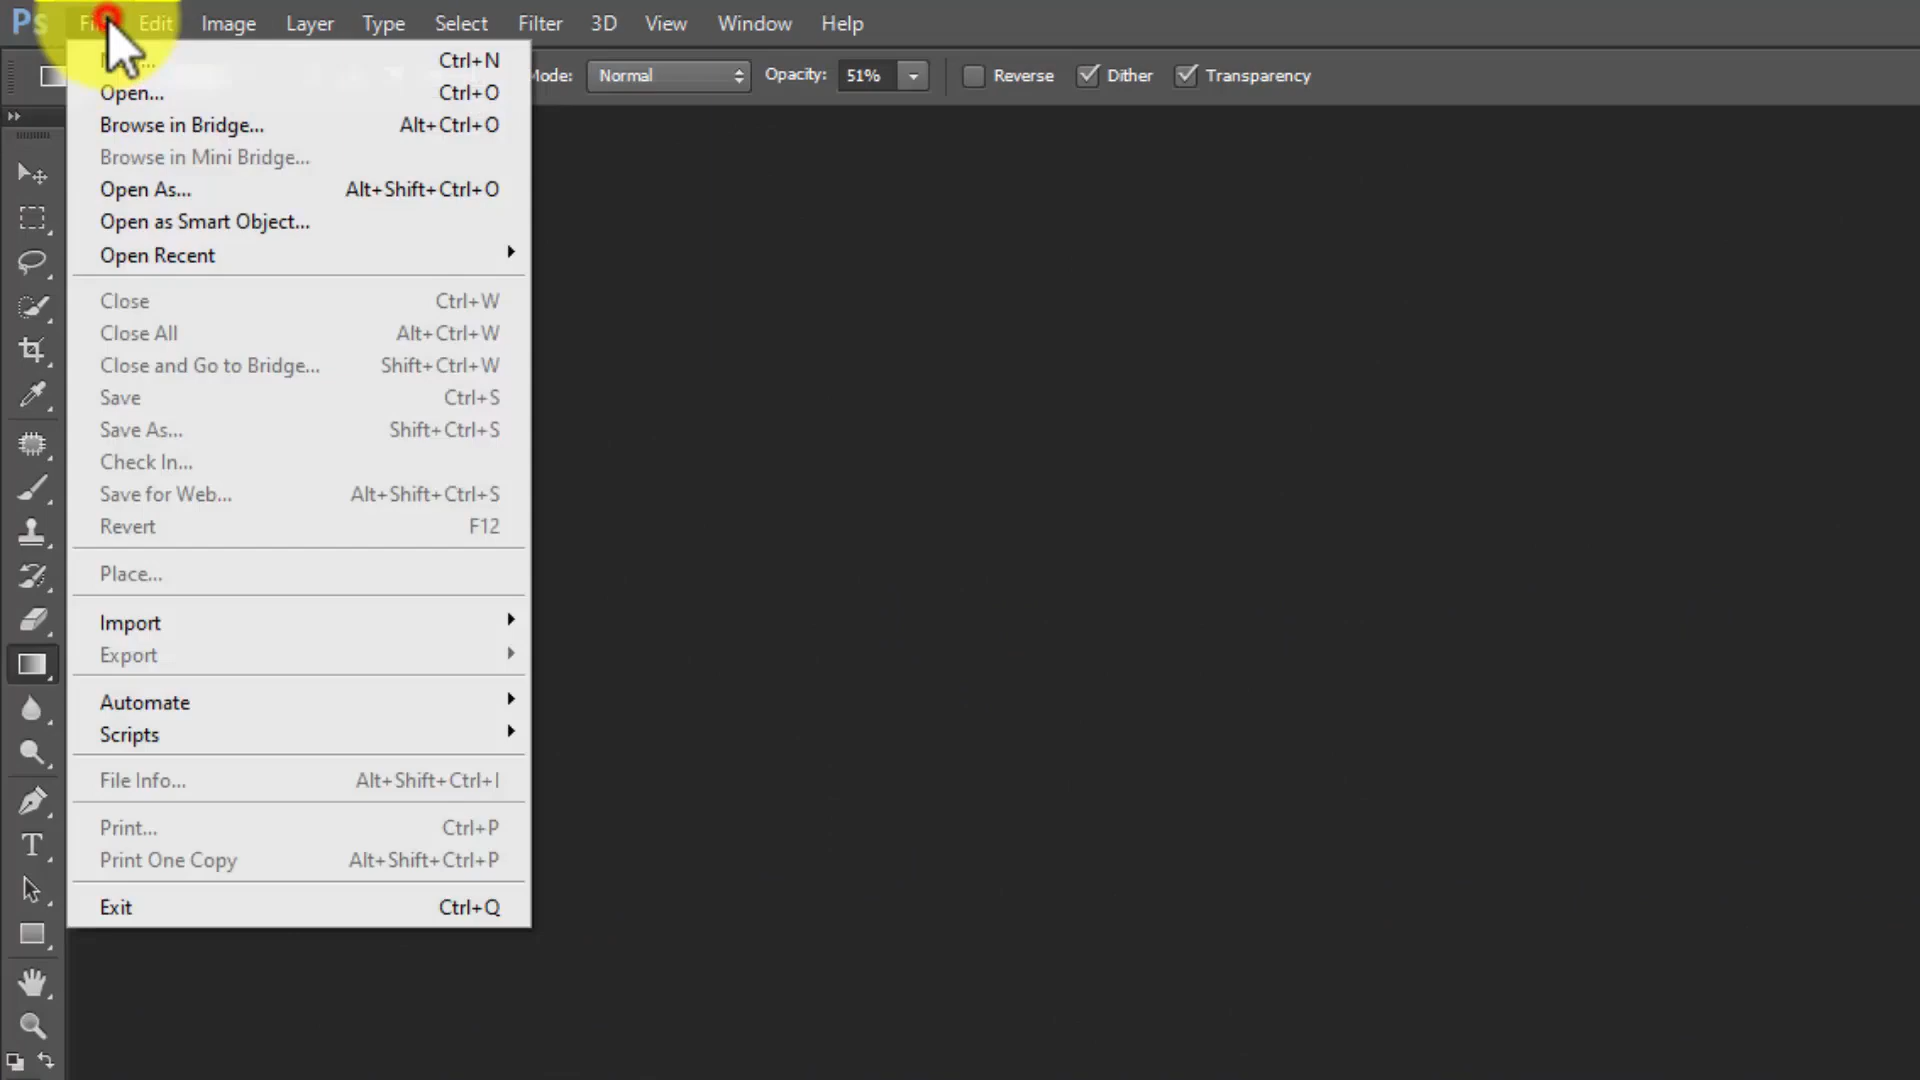 Ps Edit Image Layer Type Select Filter 3D View Window Help
Ctrl+N
Mode: Normal Opacity: 51% Reverse Dither Transparency
Open... Ctrl+O
Browse in Bridge... Alt+Ctrl+O
Browse in Mini Bridge...
Open As... Alt+Shift+Ctrl+O
Open as Smart Object...
Open Recent
Close Ctrl+W
Close All Alt+Ctrl+W
Close and Go to Bridge... Shift+Ctrl+W
Save Ctrl+S
Save As... Shift+Ctrl+S
Check In...
Save for Web... Alt+Shift+Ctrl+S
Revert F12
Place...
Import
Export
Automate
Scripts
File Info... Alt+Shift+Ctrl+I
Print... Ctrl+P
Print One Copy Alt+Shift+Ctrl+P
Exit Ctrl+Q